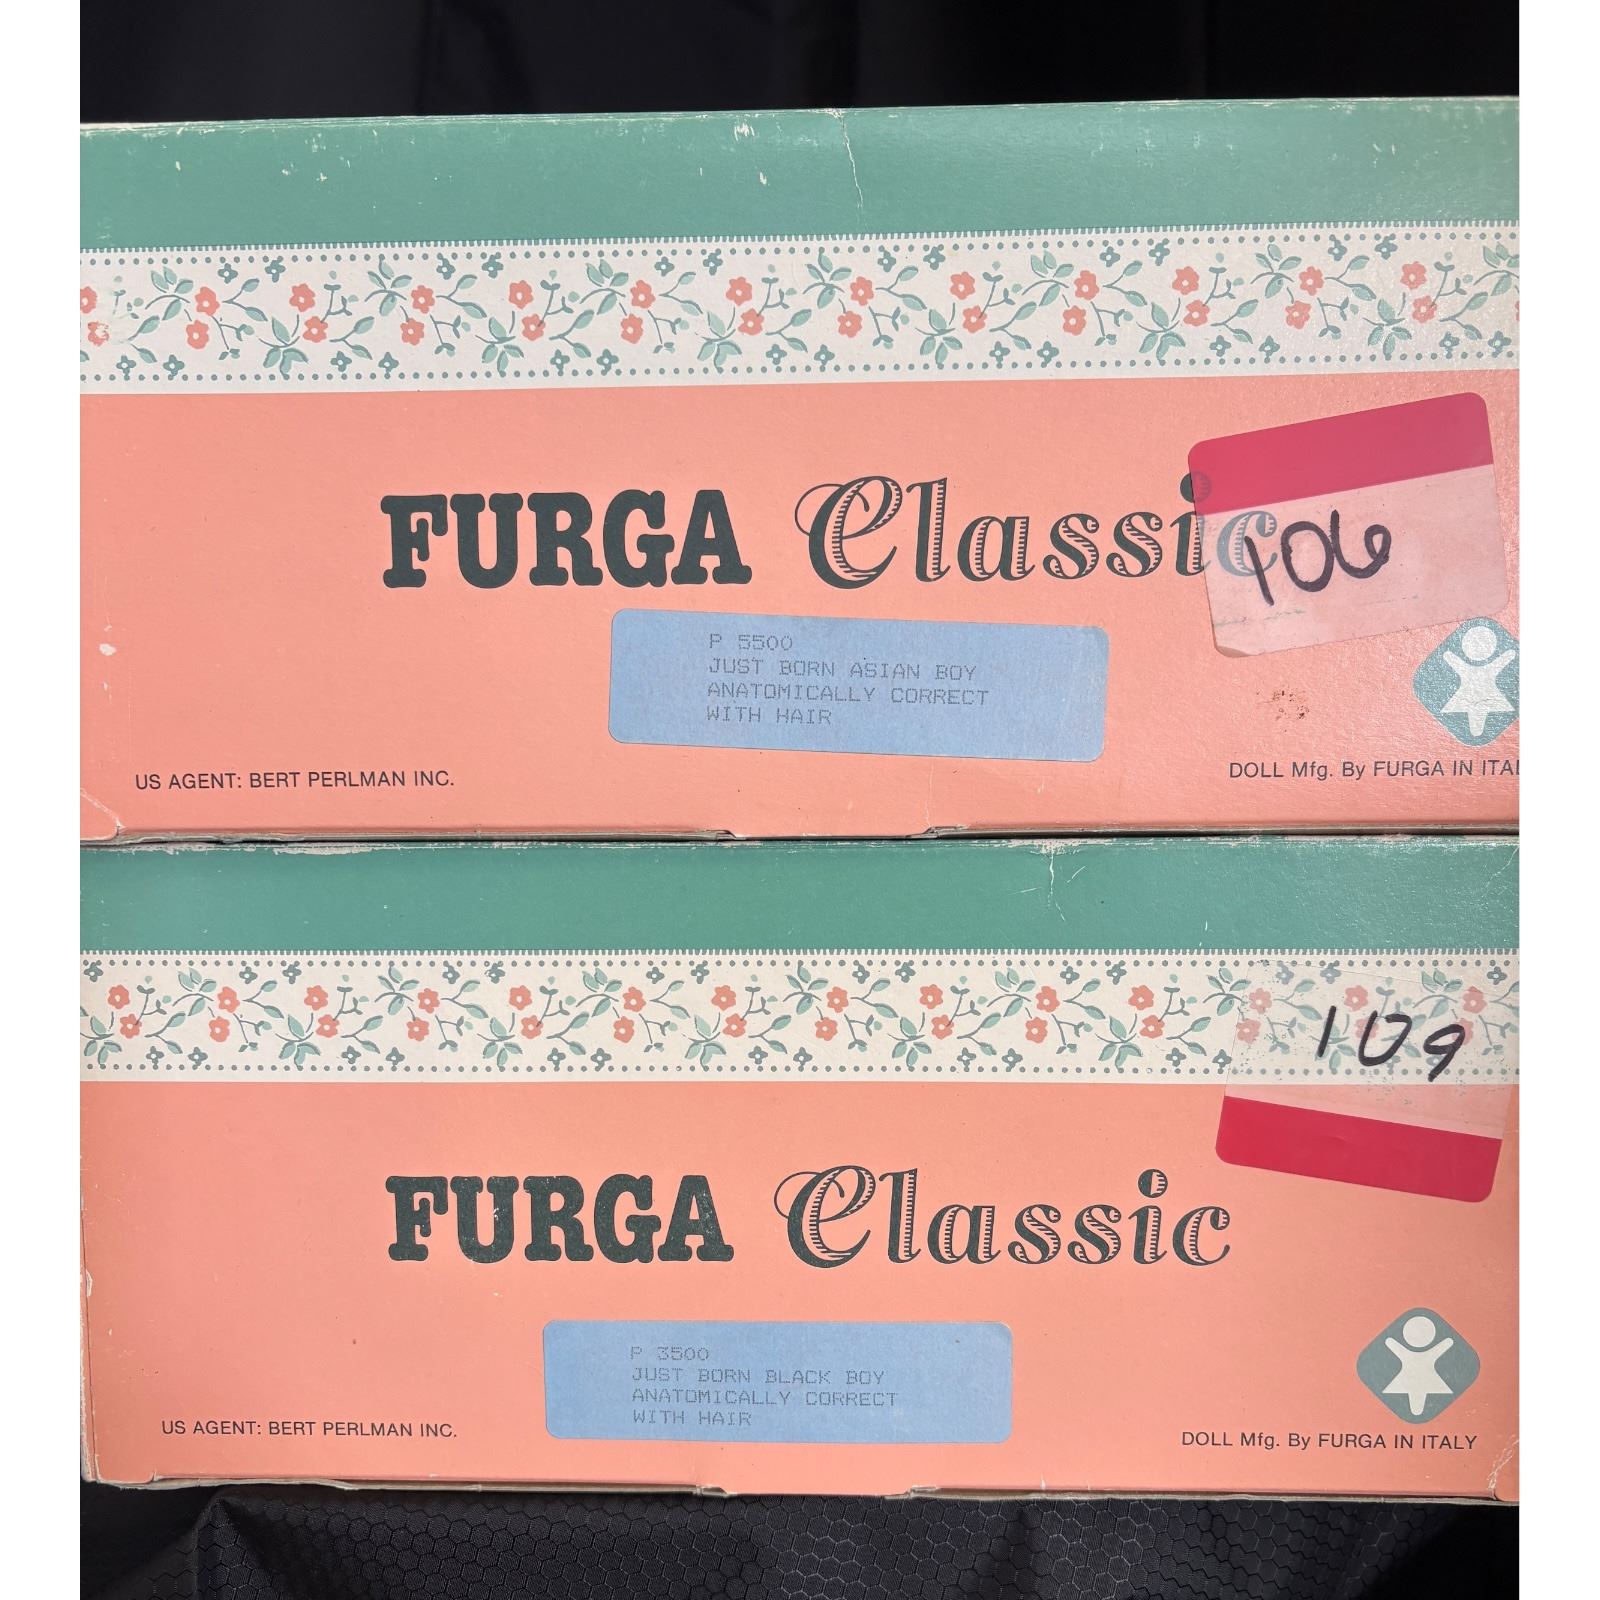 FURGA Classic
106
P 5500
JUST BORN ASIAN BOY
ANATOMICALLY CORRECT
WITH HAIR
US AGENT: BERT PERLMAN INC.
DOLL Mfg. By FURGA IN ITAL
109
FURGA Classic
P 3500
JUST BORN BLACK BOY
ANATOMICALLY CORRECT
WITH HAIR
US AGENT: BERT PERLMAN INC.
DOLL Mfg. By FURGA IN ITALY